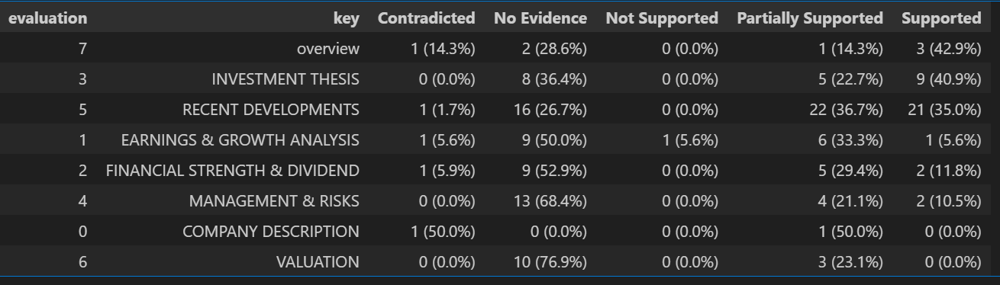 evaluation key Contradicted No Evidence Not Supported Partially Supported Supported
7 overview 1 (14.3%) 2 (28.6%) 0 (0.0%) 1 (14.3%) 3 (42.9%)
3 INVESTMENT THESIS 0 (0.0%) 8 (36.4%) 0 (0.0%) 5 (22.7%) 9 (40.9%)
5 RECENT DEVELOPMENTS 1 (1.7%) 16 (26.7%) 0 (0.0%) 22 (36.7%) 21 (35.0%)
1 EARNINGS & GROWTH ANALYSIS 1 (5.6%) 9 (50.0%) 1 (5.6%) 6 (33.3%) 1 (5.6%)
2 FINANCIAL STRENGTH & DIVIDEND 1 (5.9%) 9 (52.9%) 0 (0.0%) 5 (29.4%) 2 (11.8%)
4 MANAGEMENT & RISKS 0 (0.0%) 13 (68.4%) 0 (0.0%) 4 (21.1%) 2 (10.5%)
0 COMPANY DESCRIPTION 1 (50.0%) 0 (0.0%) 0 (0.0%) 1 (50.0%) 0 (0.0%)
6 VALUATION 0 (0.0%) 10 (76.9%) 0 (0.0%) 3 (23.1%) 0 (0.0%)